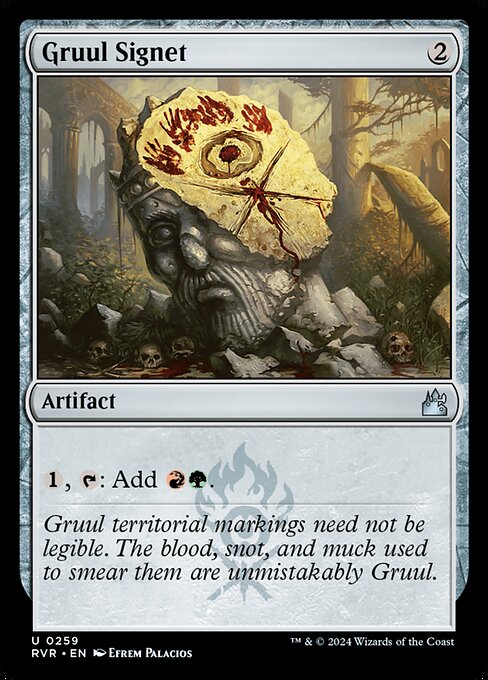 Gruul Signet 2
Artifact
1, : Add .
Gruul territorial markings need not be
legible. The blood, snot, and muck used
to smear them are unmistakably Gruul.
U 0259
RVR • EN Efrem Palacios
™ & © 2024 Wizards of the Coast